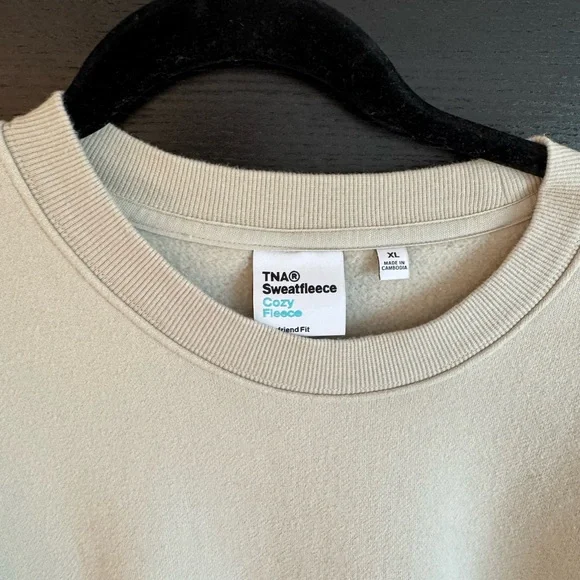 TNA®
Sweatfleece
Cozy
Fleece
Fit
XL
MADE IN
CAMBODIA